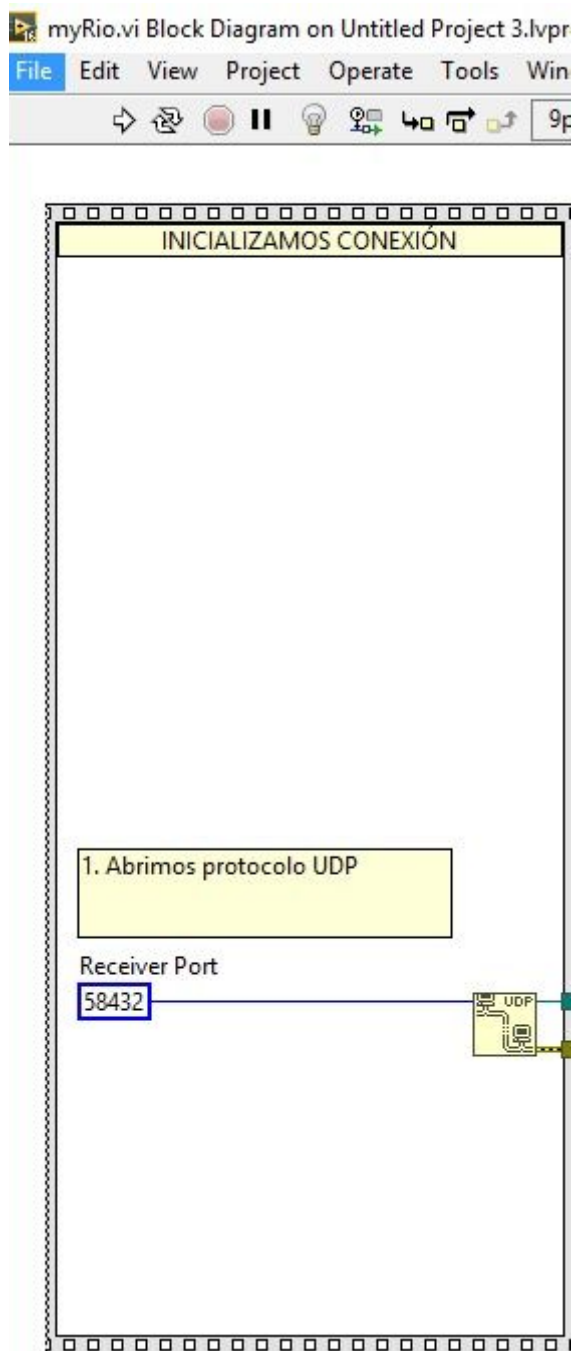 myRio.vi Block Diagram on Untitled Project 3.lvpr
File Edit View Project Operate Tools Win
9p
INICIALIZAMOS CONEXIÓN
1. Abrimos protocolo UDP
Receiver Port
58432
UDP